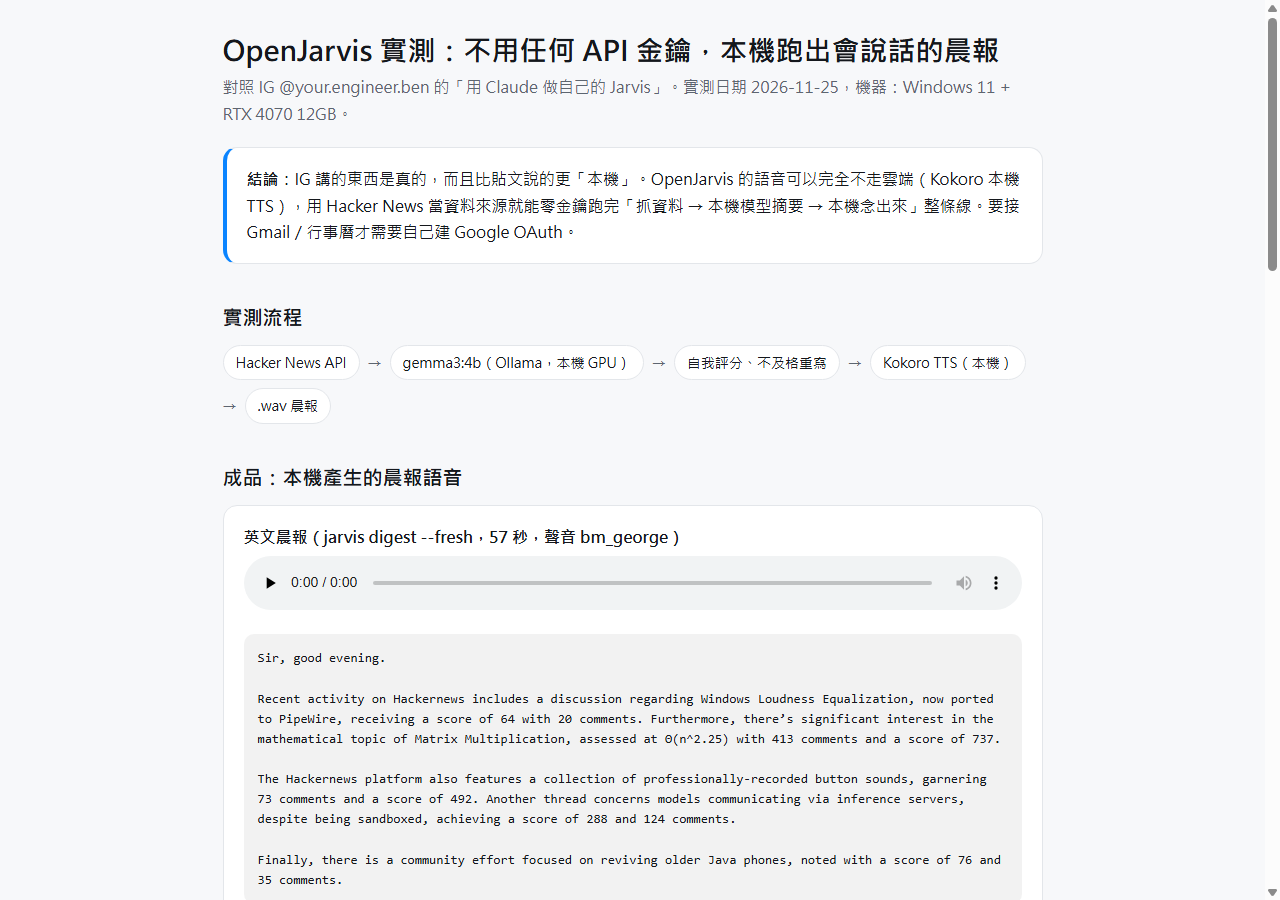 OpenJarvis 實測：不用任何 API 金鑰，本機跑出會說話的晨報
對照 IG @your.engineer.ben 的「用 Claude 做自己的 Jarvis」。實測日期 2026-11-25，機器：Windows 11 +
RTX 4070 12GB。
結論：IG 講的東西是真的，而且比貼文說的更「本機」。OpenJarvis 的語音可以完全不走雲端（Kokoro 本機
TTS），用 Hacker News 當資料來源就能零金鑰跑完「抓資料 → 本機模型摘要 → 本機念出來」整條線。要接
Gmail / 行事曆才需要自己建 Google OAuth。
實測流程
Hacker News API → gemma3:4b（Ollama，本機 GPU） → 自我評分、不及格重寫 → Kokoro TTS（本機）
→ .wav 晨報
成品：本機產生的晨報語音
英文晨報（jarvis digest --fresh，57 秒，聲音 bm_george）
0:00 / 0:00
Sir, good evening.
Recent activity on Hackernews includes a discussion regarding Windows Loudness Equalization, now ported
to PipeWire, receiving a score of 64 with 20 comments. Furthermore, there’s significant interest in the
mathematical topic of Matrix Multiplication, assessed at Θ(n^2.25) with 413 comments and a score of 737.
The Hackernews platform also features a collection of professionally-recorded button sounds, garnering
73 comments and a score of 492. Another thread concerns models communicating via inference servers,
despite being sandboxed, achieving a score of 288 and 124 comments.
Finally, there is a community effort focused on reviving older Java phones, noted with a score of 76 and
35 comments.